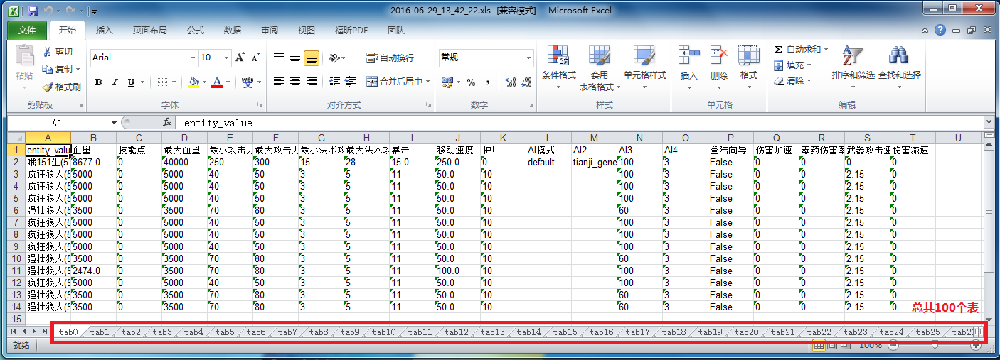 2016-06-29_13_42_22.xls [兼容模式] - Microsoft Excel
文件 开始 插入 页面布局 公式 数据 审阅 视图 福昕PDF 团队
粘贴 剪切 复制 格式刷 剪贴板
Arial 10 B I U 字体
自动换行 合并后居中 对齐方式
常规 % , 数字
条件格式 套用表格格式 单元格样式 样式
插入 删除 格式 单元格
Σ 自动求和 填充 清除 排序和筛选 查找和选择 编辑
A1 fx entity_value
A B C D E F G H I J K L M N O P Q R S T U
1 entity_valu 血量 技能点 最大血量 最小攻击力 最大攻击力 最小法术攻 最大法术攻 暴击 移动速度 护甲 AI模式 AI2 AI3 AI4 登陆向导 伤害加速 毒药伤害率 武器攻击速 伤害减速
2 哦151生(57 8677.0 0 40000 250 300 15 28 15.0 250.0 0 default tianji_gene 100 3 False 0 0 0 0
3 疯狂狼人(5 5000 0 5000 40 50 3 5 11 50.0 10 100 3 False 0 0 2.15 0
4 疯狂狼人(5 5000 0 5000 40 50 3 5 11 50.0 10 100 3 False 0 0 2.15 0
5 疯狂狼人(5 5000 0 5000 40 50 3 5 11 50.0 10 100 3 False 0 0 2.15 0
6 强壮狼人(5 3500 0 3500 70 80 3 5 11 50.0 10 60 3 False 0 0 2.15 0
7 疯狂狼人(5 5000 0 5000 40 50 3 5 11 50.0 10 100 3 False 0 0 2.15 0
8 疯狂狼人(5 5000 0 5000 40 50 3 5 11 50.0 10 100 3 False 0 0 2.15 0
9 疯狂狼人(5 5000 0 5000 40 50 3 5 11 50.0 10 100 3 False 0 0 2.15 0
10 强壮狼人(5 3500 0 3500 70 80 3 5 11 50.0 10 60 3 False 0 0 2.15 0
11 强壮狼人(5 2474.0 0 3500 70 80 3 5 11 100.0 10 100 3 False 0 0 2.15 0
12 疯狂狼人(5 5000 0 5000 40 50 3 5 11 50.0 10 100 3 False 0 0 2.15 0
13 强壮狼人(5 3500 0 3500 70 80 3 5 11 50.0 10 60 3 False 0 0 2.15 0
14 强壮狼人(5 3500 0 3500 70 80 3 5 11 50.0 10 60 3 False 0 0 2.15 0
15
总共100个表
tab0 tab1 tab2 tab3 tab4 tab5 tab6 tab7 tab8 tab9 tab10 tab11 tab12 tab13 tab14 tab15 tab16 tab17 tab18 tab19 tab20 tab21 tab22 tab23 tab24 tab25 tab26
就绪 100%